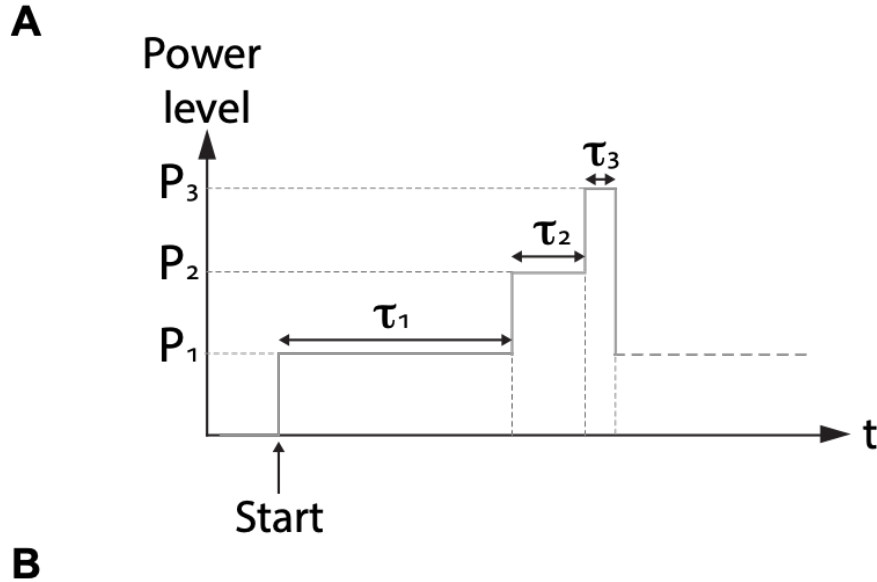 A
Power
level
P₃
τ₃
P₂
τ₂
P₁
τ₁
t
Start
B